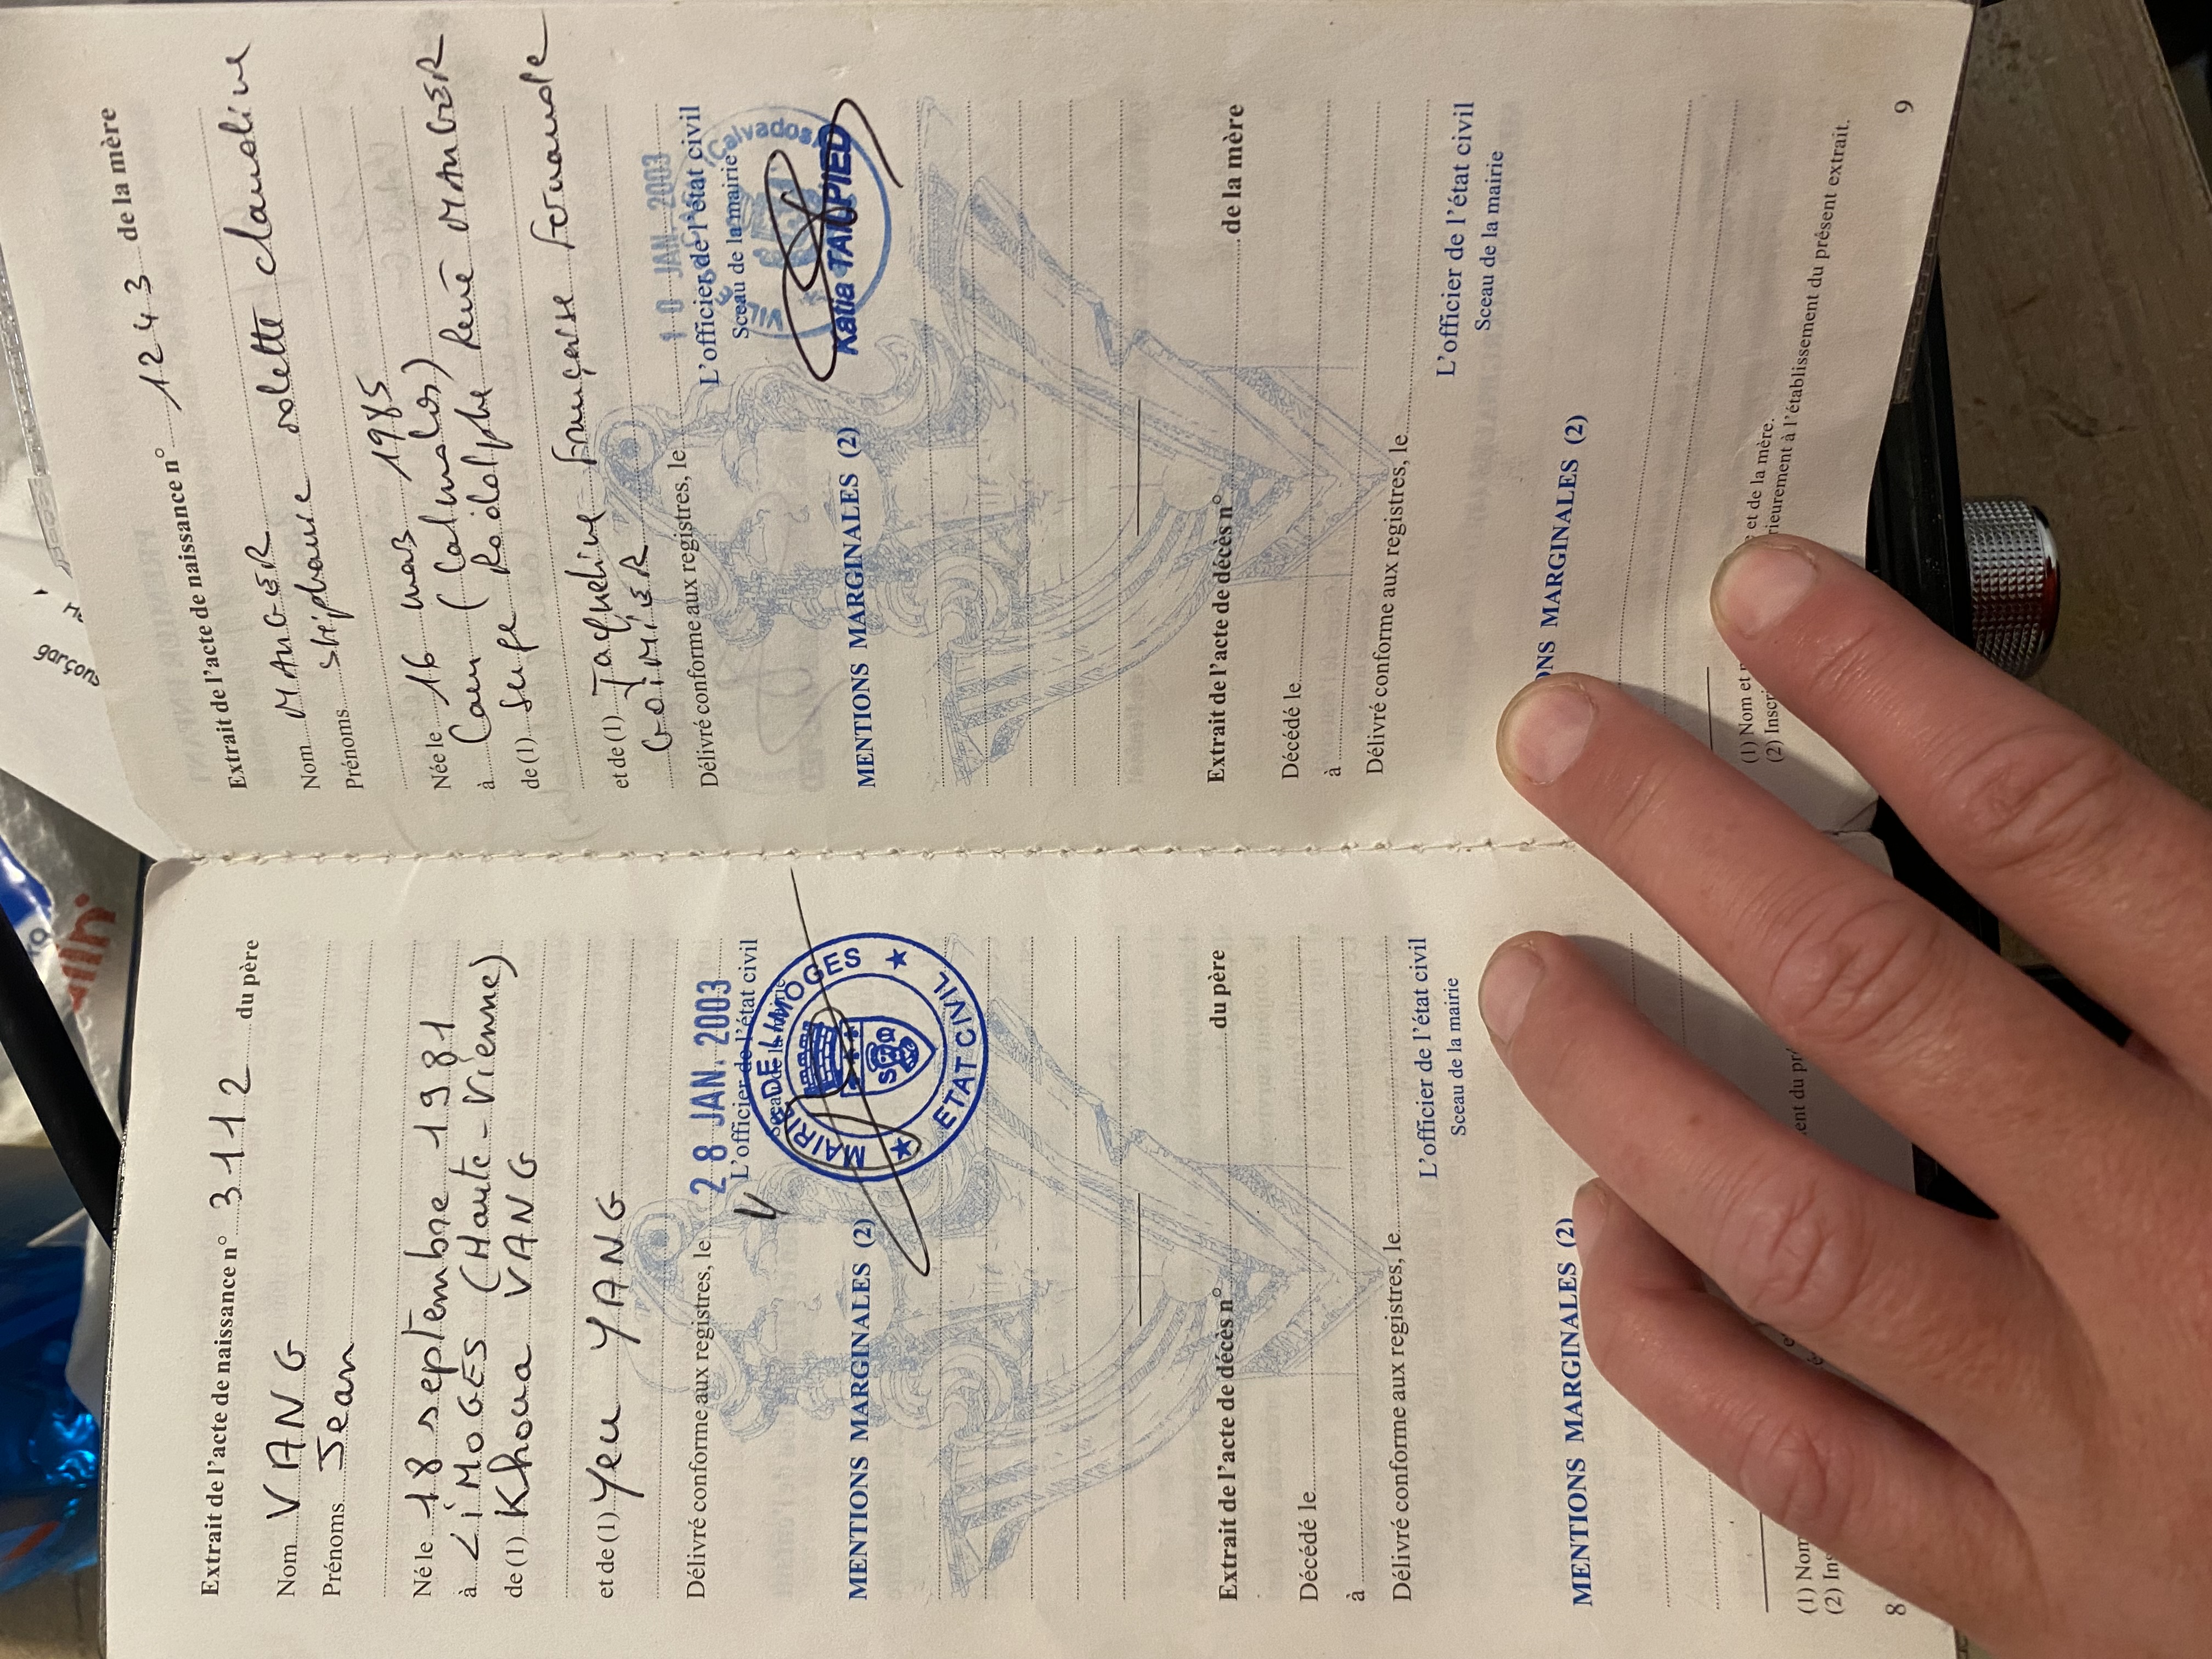 Extrait de l'acte de naissance n° 3112 du père
Nom VANG
Prénoms Jean
Né le 18 septembre 1981
à LiMOGES (Haute-Vienne)
de (1) Khoua VANG
et de (1) Yeu YANG
Délivré conforme aux registres, le 28 JAN. 2003
L'officier de l'état civil
Sceau de la mairie
MAIRIE DE LIMOGES
ETAT CIVIL
MENTIONS MARGINALES (2)
Extrait de l'acte de décès n° du père
Décédé le
à
Délivré conforme aux registres, le
L'officier de l'état civil
Sceau de la mairie
MENTIONS MARGINALES (2)
(1) Nom
(2) Ins
8
Extrait de l'acte de naissance n° 1243 de la mère
Nom MAUGER
Prénoms Stéphanie Colette Claudine
Née le 16 mars 1985
à Caen (Calvados)
de (1) Serge Rodolphe René MAUGER
et de (1) Jacqueline Françoise Fernande
GOiMiER
Délivré conforme aux registres, le 10 JAN 2003
L'officier de l'état civil
Sceau de la mairie
(Calvados)
Katia TAUPIED
MENTIONS MARGINALES (2)
Extrait de l'acte de décès n° de la mère
Décédé le
à
Délivré conforme aux registres, le
L'officier de l'état civil
Sceau de la mairie
ONS MARGINALES (2)
(1) Nom et et de la mère.
(2) Inscri rieurement à l'établissement du présent extrait.
9
garçons